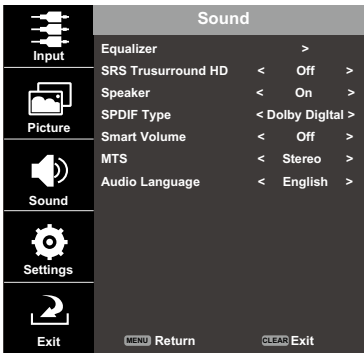 Sound
Input
Picture
Sound
Settings
Exit
Equalizer >
SRS Trusurround HD < Off >
Speaker < On >
SPDIF Type < Dolby Digltal >
Smart Volume < Off >
MTS < Stereo >
Audio Language < English >
MENU Return CLEAR Exit